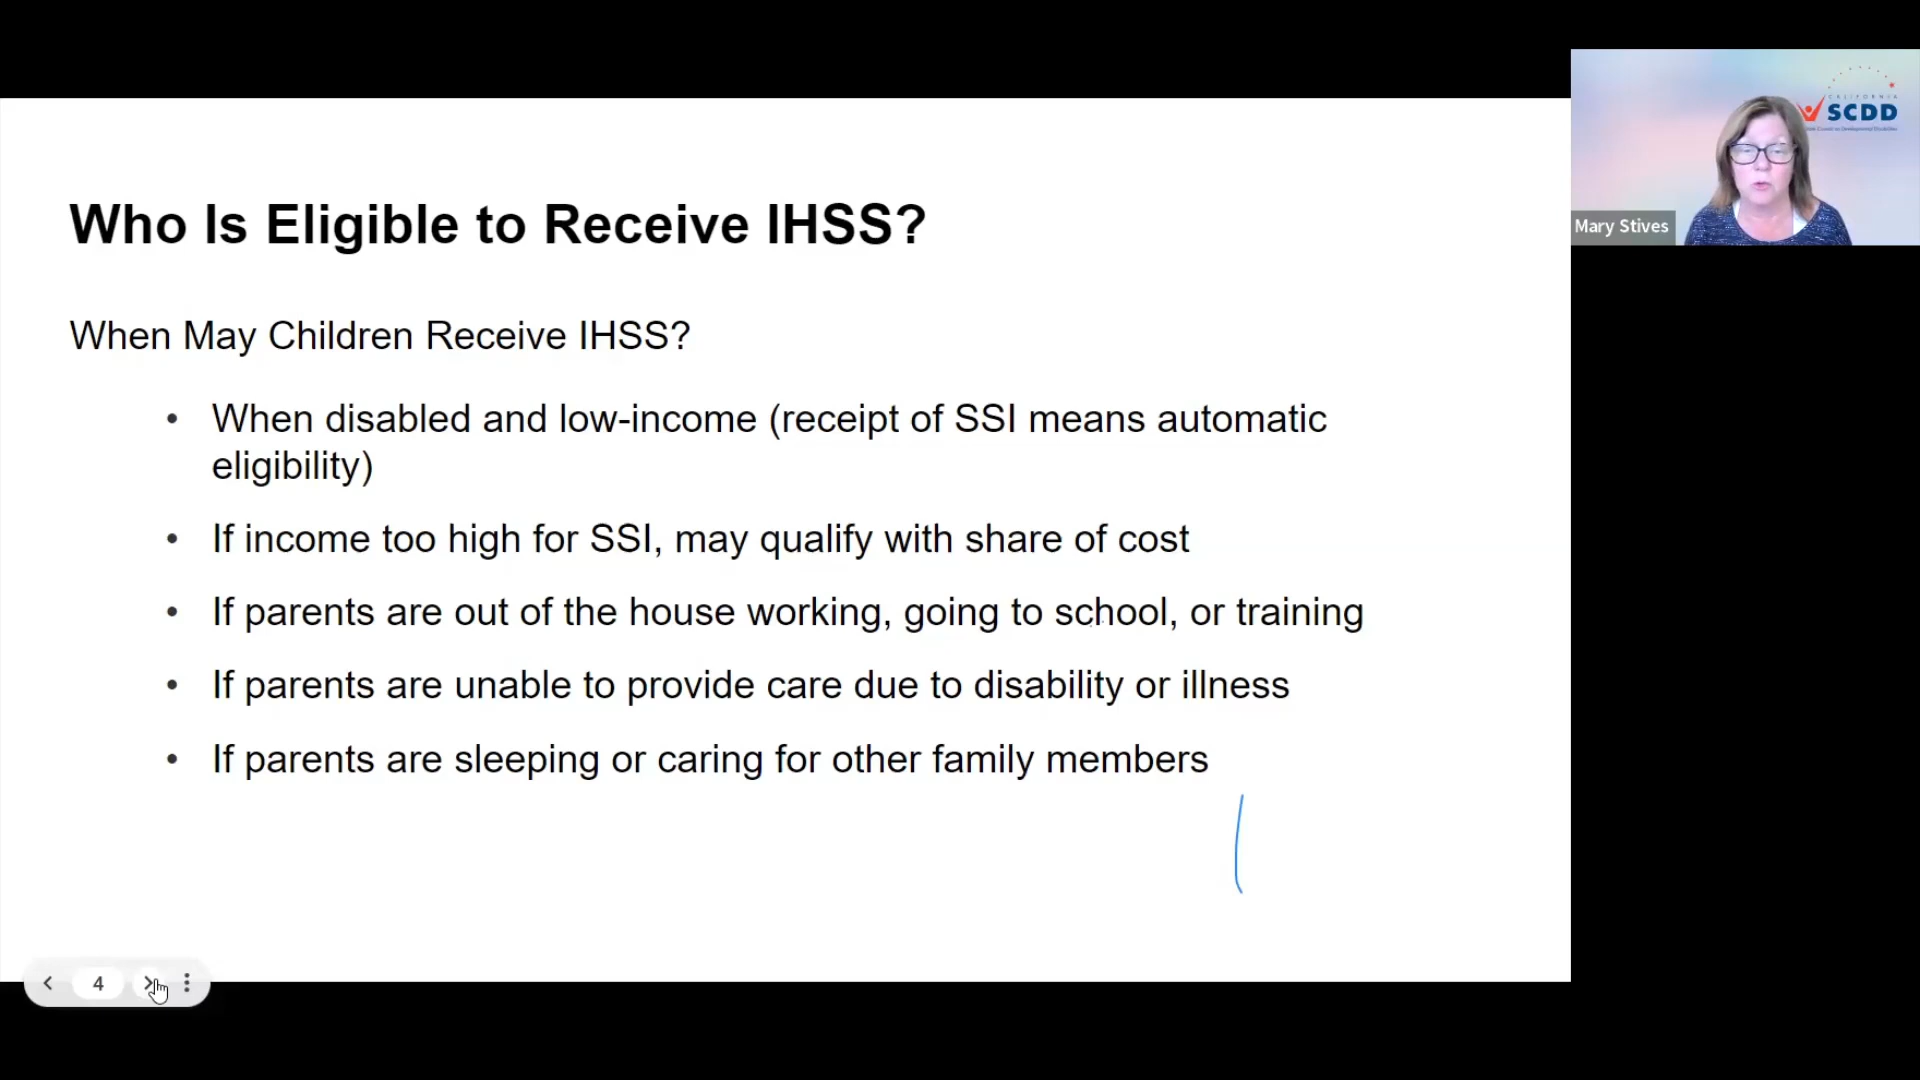 Who Is Eligible to Receive IHSS?
When May Children Receive IHSS?
• When disabled and low-income (receipt of SSI means automatic
eligibility)
• If income too high for SSI, may qualify with share of cost
• If parents are out of the house working, going to school, or training
• If parents are unable to provide care due to disability or illness
• If parents are sleeping or caring for other family members
4
CALIFORNIA
SCDD
Mary Stives